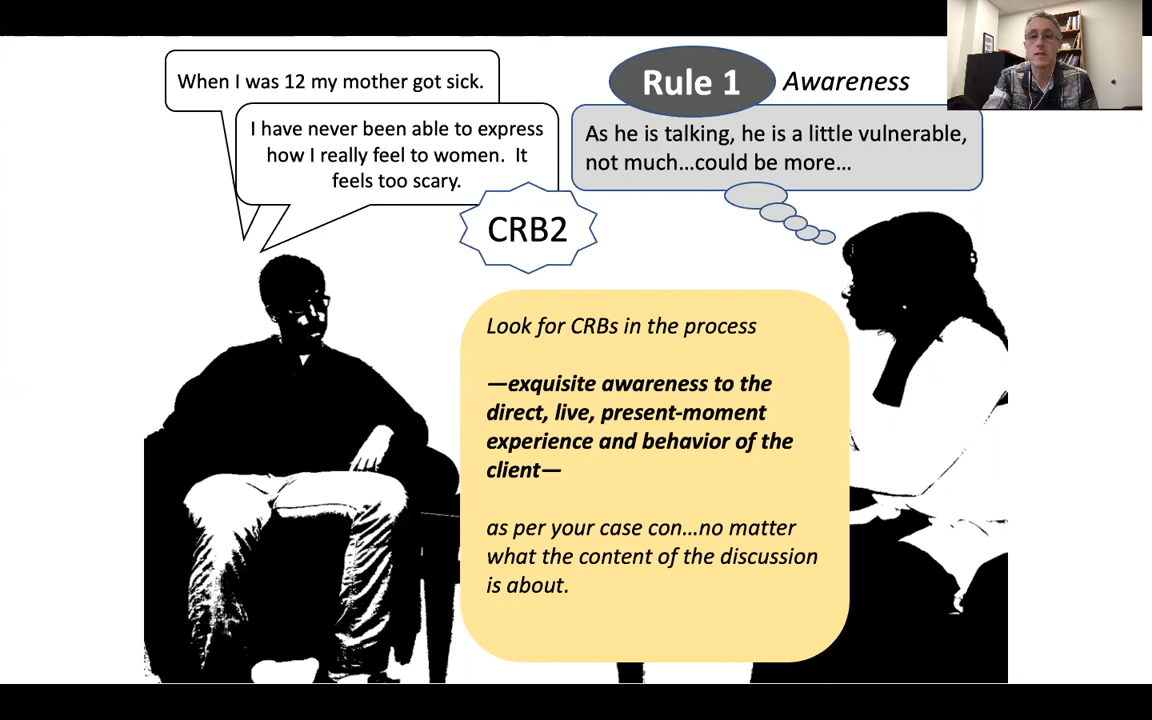 When I was 12 my mother got sick.
I have never been able to express
how I really feel to women.  It
feels too scary.
CRB2
Rule 1
Awareness
As he is talking, he is a little vulnerable,
not much…could be more…
Look for CRBs in the process
—exquisite awareness to the
direct, live, present-moment
experience and behavior of the
client—
as per your case con…no matter
what the content of the discussion
is about.